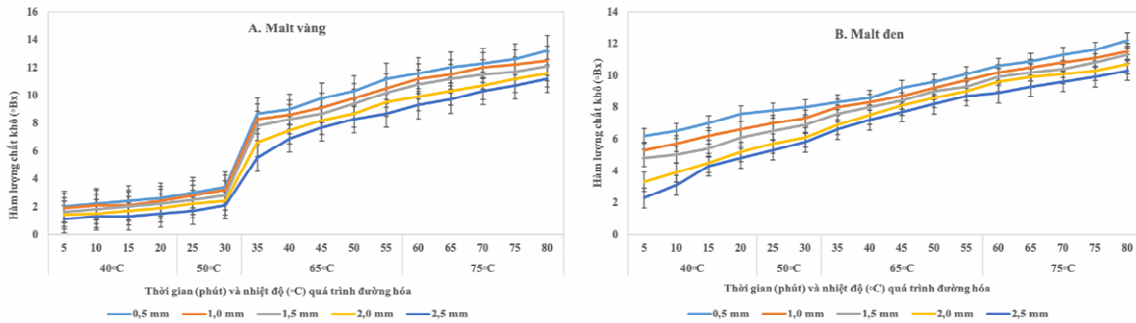 A. Malt vàng
Hàm lượng chất khô (◦Bx)
16
14
12
10
8
6
4
2
0
5 10 15 20 25 30 35 40 45 50 55 60 65 70 75 80
40◦C 50◦C 65◦C 75◦C
Thời gian (phút) và nhiệt độ (◦C) quá trình đường hóa
0,5 mm 1,0 mm 1,5 mm 2,0 mm 2,5 mm
B. Malt đen
Hàm lượng chất khô (◦Bx)
14
12
10
8
6
4
2
0
5 10 15 20 25 30 35 40 45 50 55 60 65 70 75 80
40◦C 50◦C 65◦C 75◦C
Thời gian (phút) và nhiệt độ (◦C) quá trình đường hóa
0,5 mm 1,0 mm 1,5 mm 2,0 mm 2,5 mm